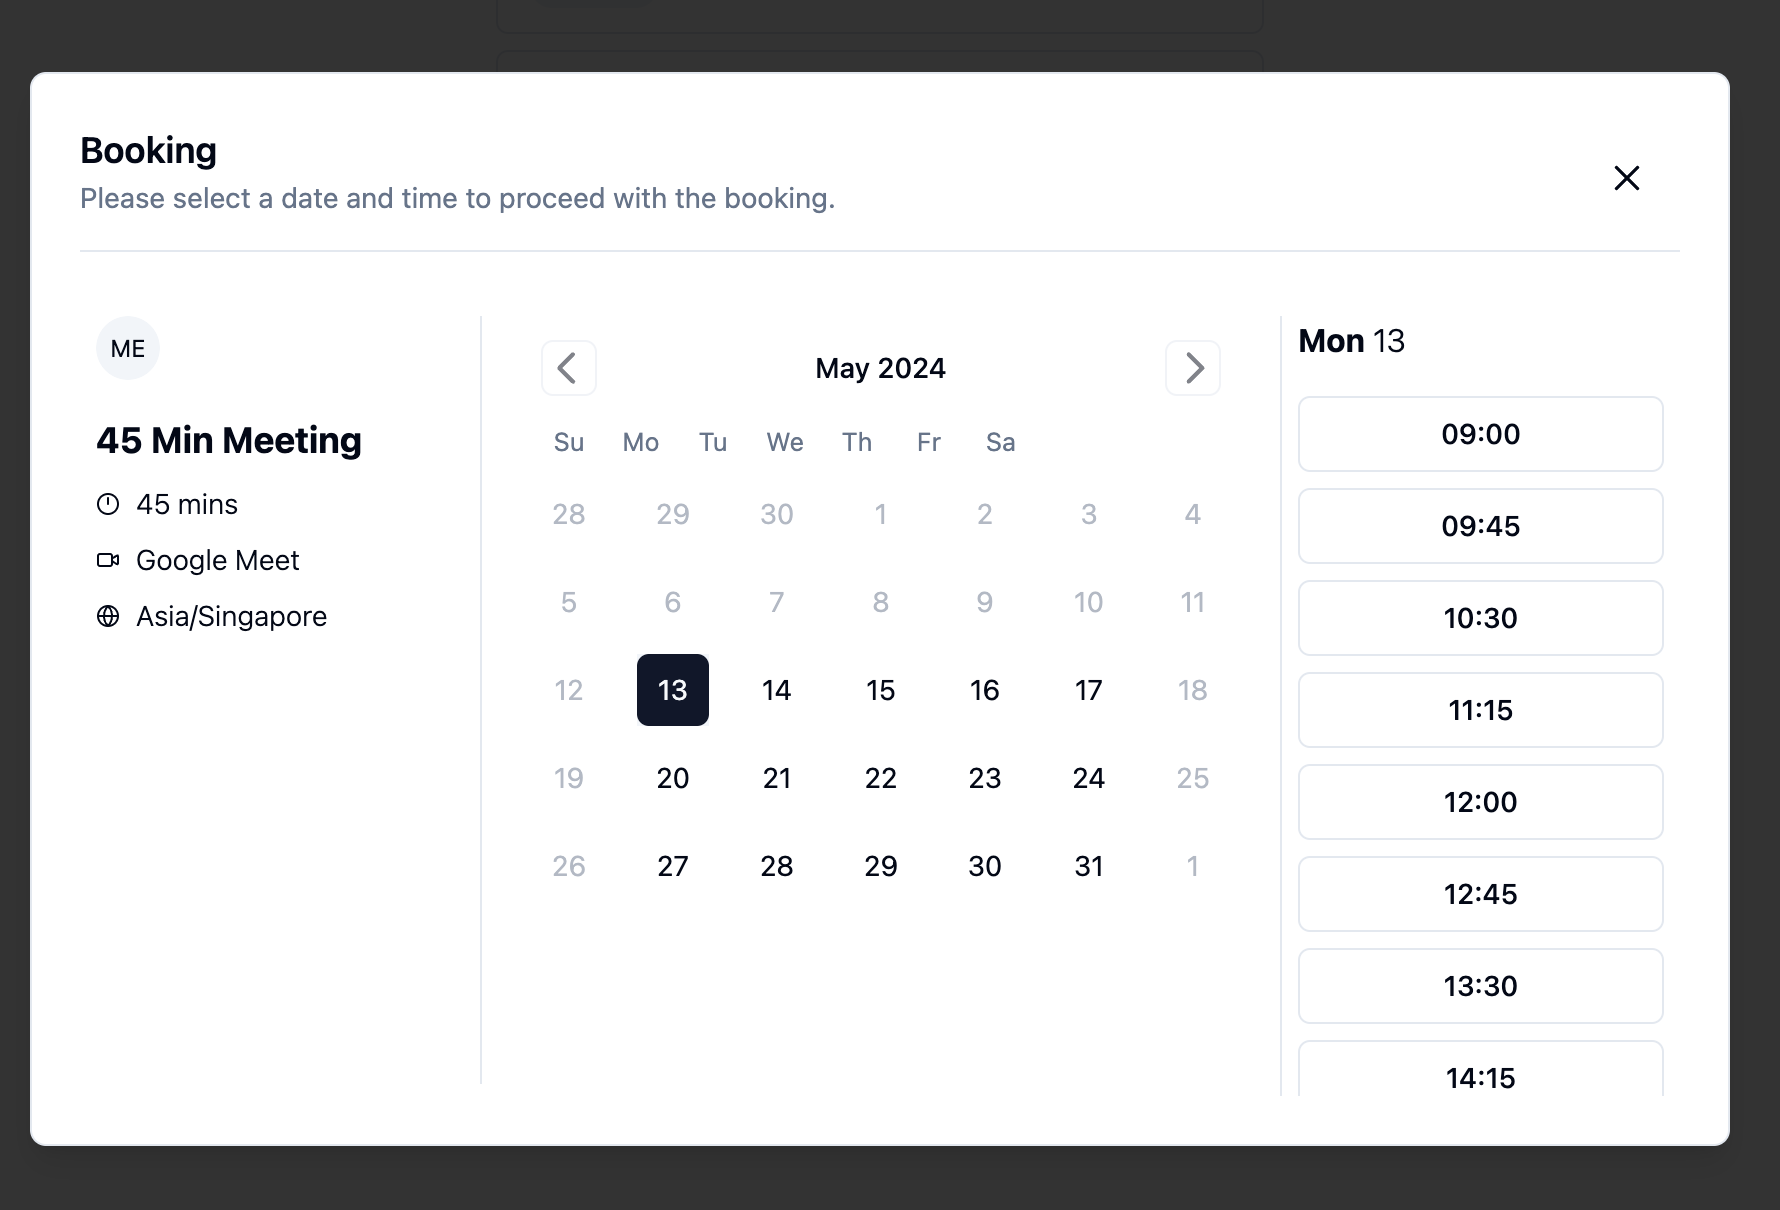 Booking
Please select a date and time to proceed with the booking.
ME
45 Min Meeting
45 mins
Google Meet
Asia/Singapore
May 2024
Su Mo Tu We Th Fr Sa
28 29 30 1 2 3 4
5 6 7 8 9 10 11
12 13 14 15 16 17 18
19 20 21 22 23 24 25
26 27 28 29 30 31 1
Mon 13
09:00
09:45
10:30
11:15
12:00
12:45
13:30
14:15